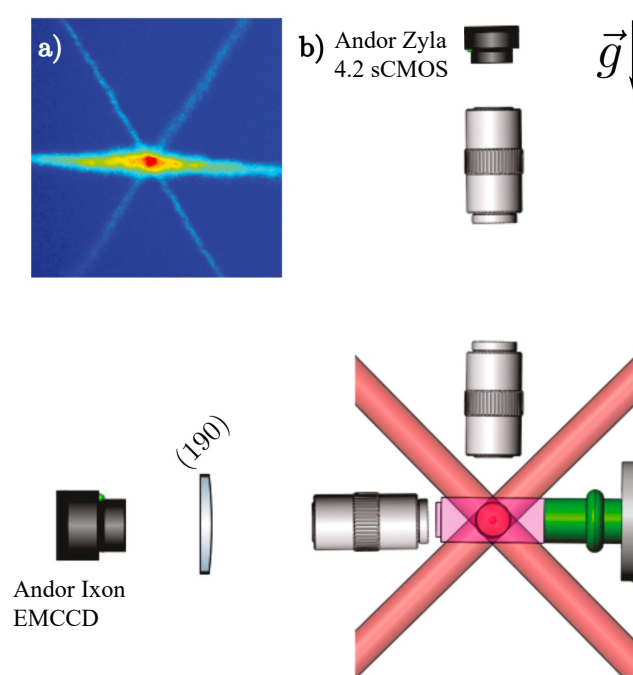 a)
b)
Andor Zyla
4.2 sCMOS
g⃗
(190)
Andor Ixon
EMCCD